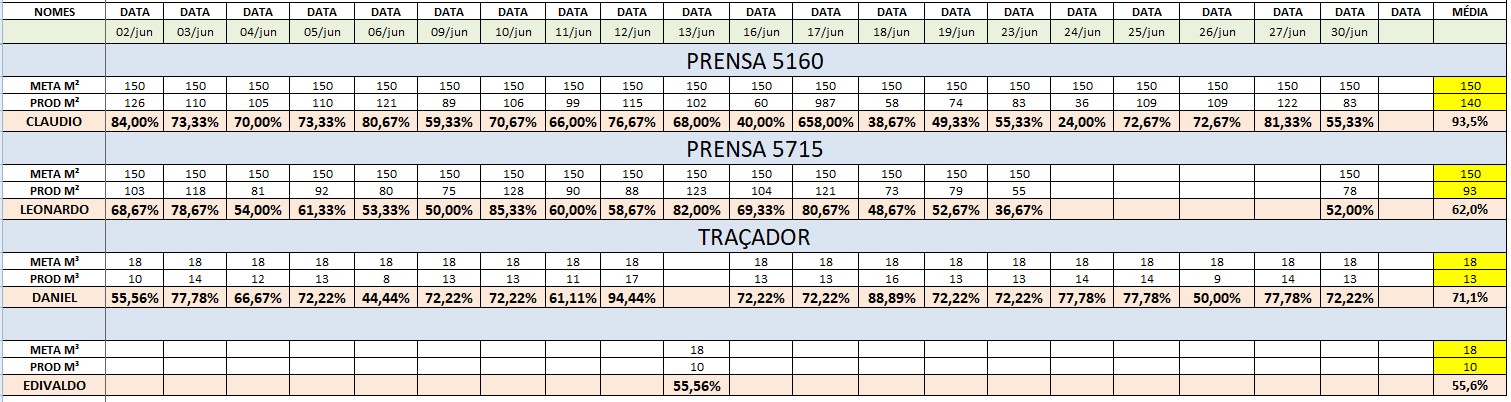 NOMES DATA DATA DATA DATA DATA DATA DATA DATA DATA DATA DATA DATA DATA DATA DATA DATA DATA DATA DATA DATA DATA MÉDIA
02/jun 03/jun 04/jun 05/jun 06/jun 09/jun 10/jun 11/jun 12/jun 13/jun 16/jun 17/jun 18/jun 19/jun 23/jun 24/jun 25/jun 26/jun 27/jun 30/jun
PRENSA 5160
META M² 150 150 150 150 150 150 150 150 150 150 150 150 150 150 150 150 150 150 150 150 150
PROD M² 126 110 105 110 121 89 106 99 115 102 60 987 58 74 83 36 109 109 122 83 140
CLAUDIO 84,00% 73,33% 70,00% 73,33% 80,67% 59,33% 70,67% 66,00% 76,67% 68,00% 40,00% 658,00% 38,67% 49,33% 55,33% 24,00% 72,67% 72,67% 81,33% 55,33% 93,5%
PRENSA 5715
META M² 150 150 150 150 150 150 150 150 150 150 150 150 150 150 150 150 150
PROD M² 103 118 81 92 80 75 128 90 88 123 104 121 73 79 55 78 93
LEONARDO 68,67% 78,67% 54,00% 61,33% 53,33% 50,00% 85,33% 60,00% 58,67% 82,00% 69,33% 80,67% 48,67% 52,67% 36,67% 52,00% 62,0%
TRAÇADOR
META M³ 18 18 18 18 18 18 18 18 18 18 18 18 18 18 18 18 18 18 18 18
PROD M³ 10 14 12 13 8 13 13 11 17 13 13 16 13 13 14 14 9 14 13 13
DANIEL 55,56% 77,78% 66,67% 72,22% 44,44% 72,22% 72,22% 61,11% 94,44% 72,22% 72,22% 88,89% 72,22% 72,22% 77,78% 77,78% 50,00% 77,78% 72,22% 71,1%
META M³ 18 18
PROD M³ 10 10
EDIVALDO 55,56% 55,6%